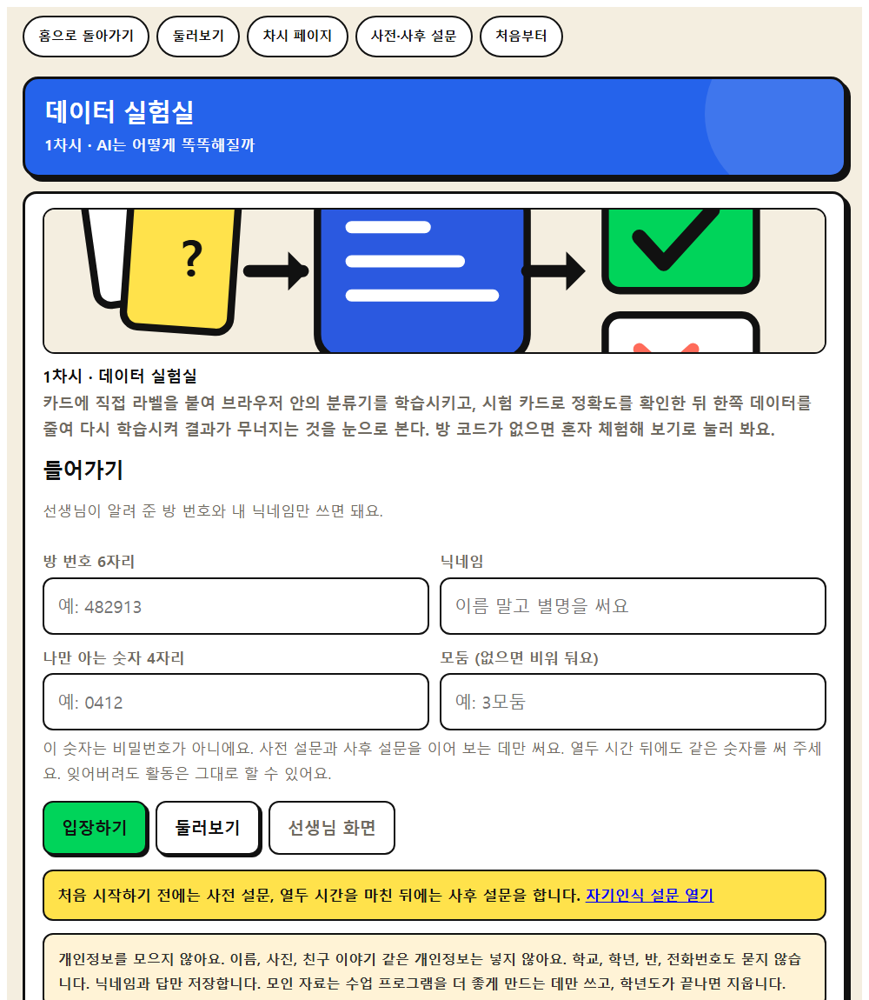 홈으로 돌아가기
둘러보기
차시 페이지
사전·사후 설문
처음부터
데이터 실험실
1차시 · AI는 어떻게 똑똑해질까
?
1차시 · 데이터 실험실
카드에 직접 라벨을 붙여 브라우저 안의 분류기를 학습시키고, 시험 카드로 정확도를 확인한 뒤 한쪽 데이터를
줄여 다시 학습시켜 결과가 무너지는 것을 눈으로 본다. 방 코드가 없으면 혼자 체험해 보기로 눌러 봐요.
들어가기
선생님이 알려 준 방 번호와 내 닉네임만 쓰면 돼요.
방 번호 6자리
닉네임
예: 482913
이름 말고 별명을 써요
나만 아는 숫자 4자리
모둠 (없으면 비워 둬요)
예: 0412
예: 3모둠
이 숫자는 비밀번호가 아니에요. 사전 설문과 사후 설문을 이어 보는 데만 써요. 열두 시간 뒤에도 같은 숫자를 써 주세
요. 잊어버려도 활동은 그대로 할 수 있어요.
입장하기
둘러보기
선생님 화면
처음 시작하기 전에는 사전 설문, 열두 시간을 마친 뒤에는 사후 설문을 합니다. 자기인식 설문 열기
개인정보를 모으지 않아요. 이름, 사진, 친구 이야기 같은 개인정보는 넣지 않아요. 학교, 학년, 반, 전화번호도 묻지 않습
니다. 닉네임과 답만 저장합니다. 모인 자료는 수업 프로그램을 더 좋게 만드는 데만 쓰고, 학년도가 끝나면 지웁니다.